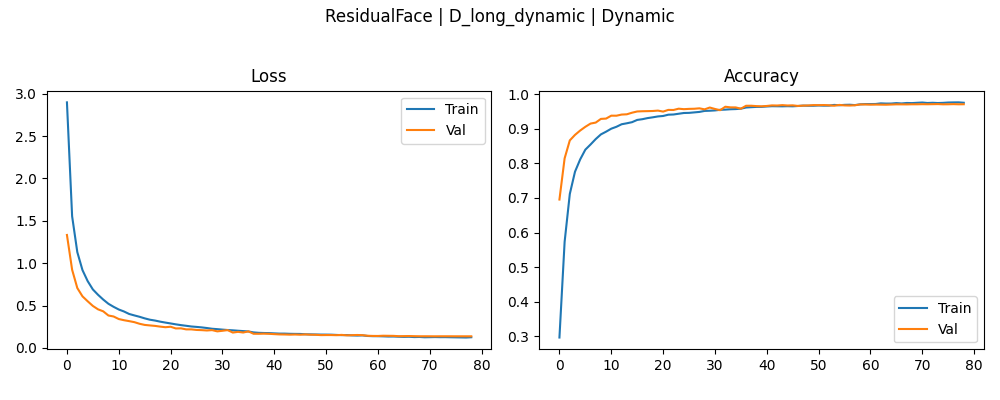 ResidualFace | D_long_dynamic | Dynamic
Loss
3.0
2.5
2.0
1.5
1.0
0.5
0.0
0 10 20 30 40 50 60 70 80
Train
Val
Accuracy
1.0
0.9
0.8
0.7
0.6
0.5
0.4
0.3
0 10 20 30 40 50 60 70 80
Train
Val